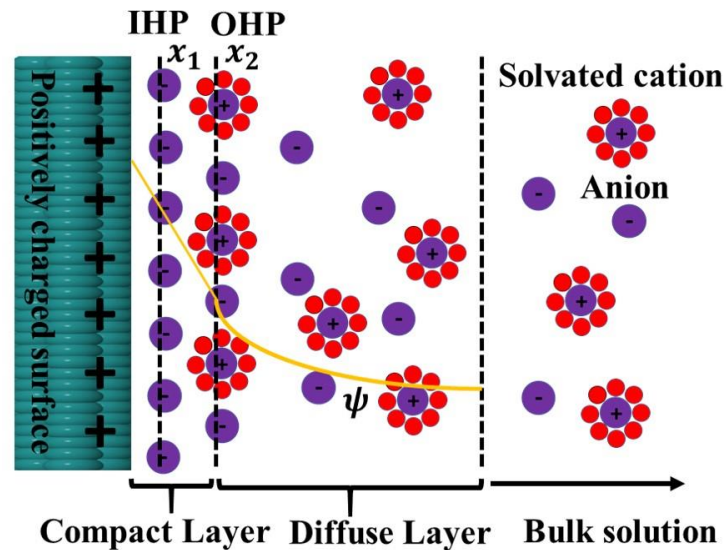 IHP OHP
x₁ x₂
Positively charged surface
Solvated cation
Anion
ψ
Compact Layer Diffuse Layer Bulk solution